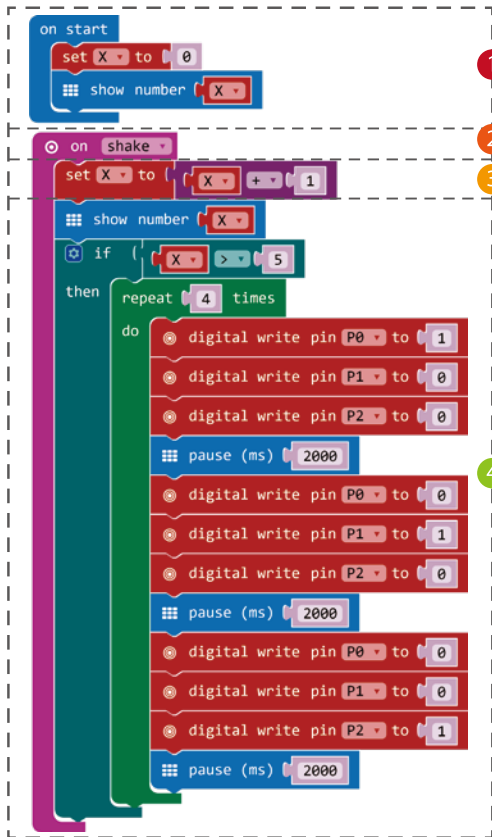 on start
set X to 0
show number X
1
on shake
2
set X to X + 1
3
show number X
if X > 5
then repeat 4 times
do digital write pin P0 to 1
digital write pin P1 to 0
digital write pin P2 to 0
pause (ms) 2000
4
digital write pin P0 to 0
digital write pin P1 to 1
digital write pin P2 to 0
pause (ms) 2000
digital write pin P0 to 0
digital write pin P1 to 0
digital write pin P2 to 1
pause (ms) 2000